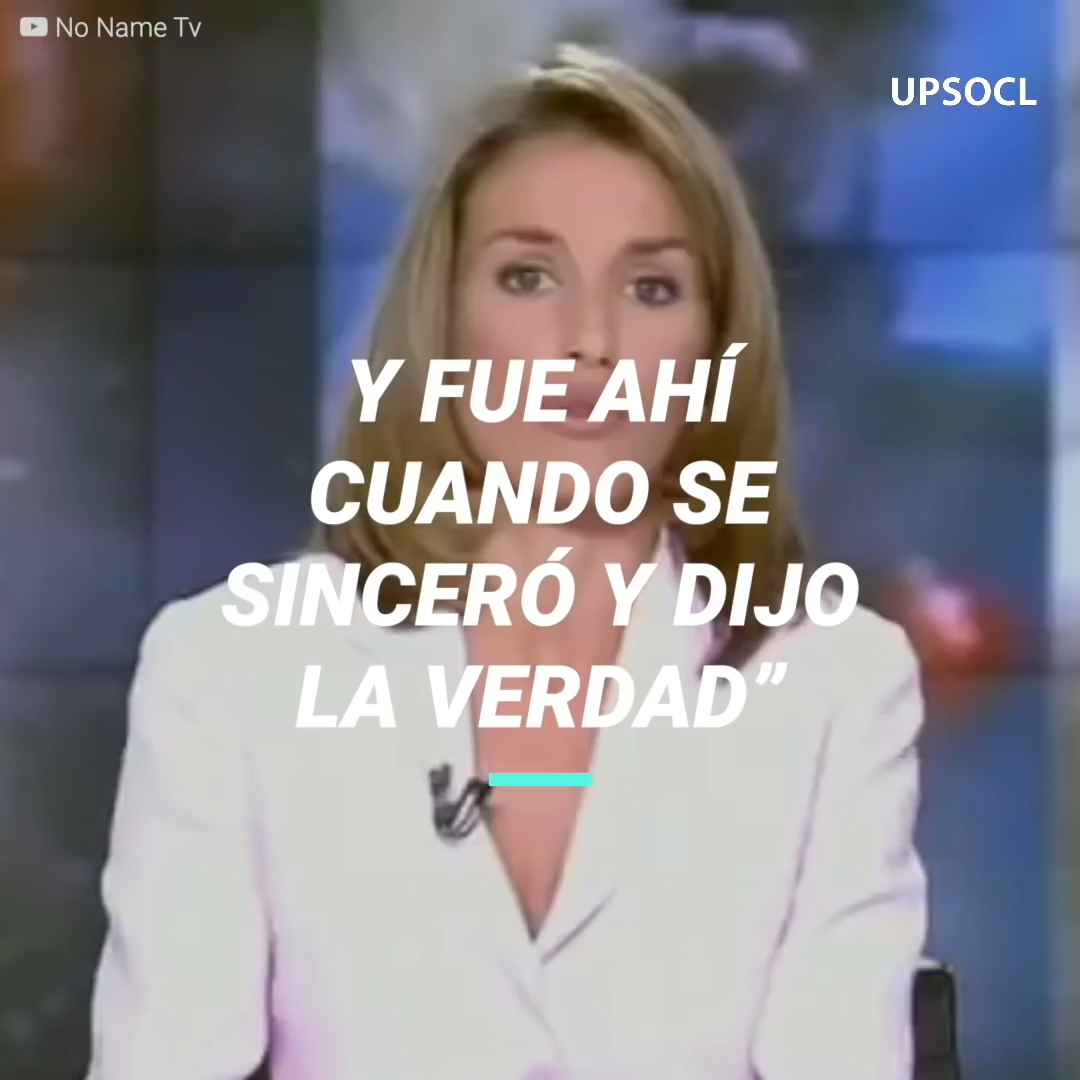 No Name Tv
UPSOCL
Y FUE AHÍ
CUANDO SE
SINCERÓ Y DIJO
LA VERDAD”